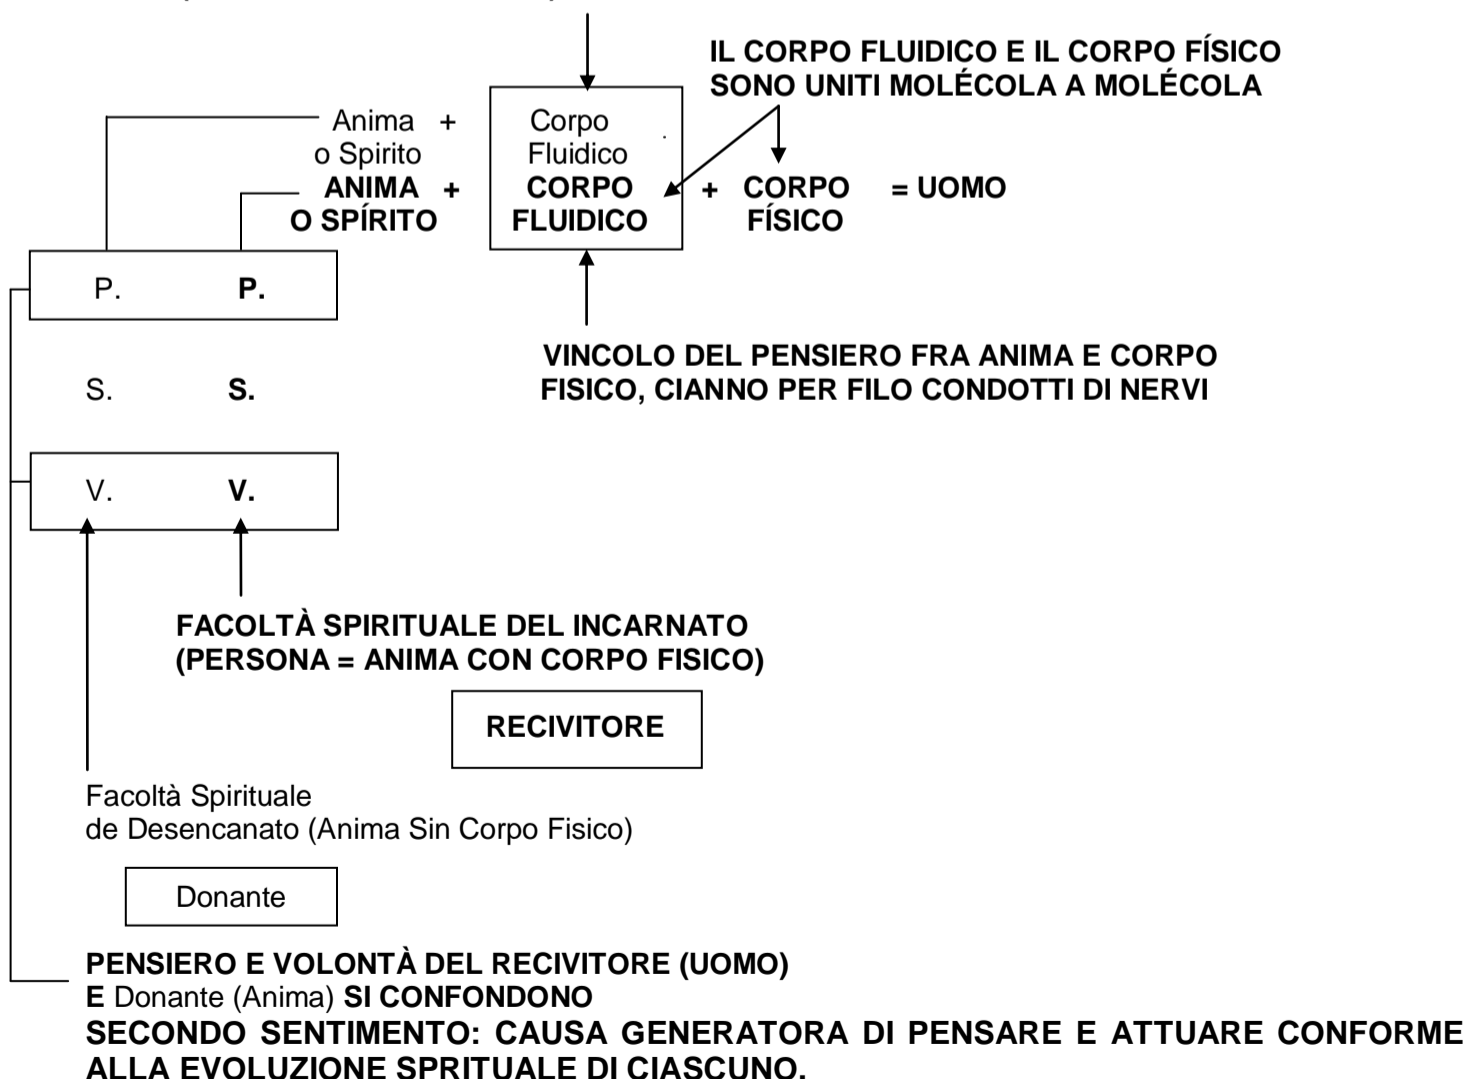 IL CORPO FLUIDICO E IL CORPO FÍSICO
SONO UNITI MOLÉCOLA A MOLÉCOLA
Anima + Corpo
o Spirito Fluidico
ANIMA + CORPO + CORPO = UOMO
O SPÍRITO FLUIDICO FÍSICO
P. P.
VINCOLO DEL PENSIERO FRA ANIMA E CORPO
FISICO, CIANNO PER FILO CONDOTTI DI NERVI
S. S.
V. V.
FACOLTÀ SPIRITUALE DEL INCARNATO
(PERSONA = ANIMA CON CORPO FISICO)
RECIVITORE
Facoltà Spirituale
de Desencanato (Anima Sin Corpo Fisico)
Donante
PENSIERO E VOLONTÀ DEL RECIVITORE (UOMO)
E Donante (Anima) SI CONFONDONO
SECONDO SENTIMENTO: CAUSA GENERATORA DI PENSARE E ATTUARE CONFORME
ALLA EVOLUZIONE SPRITUALE DI CIASCUNO.